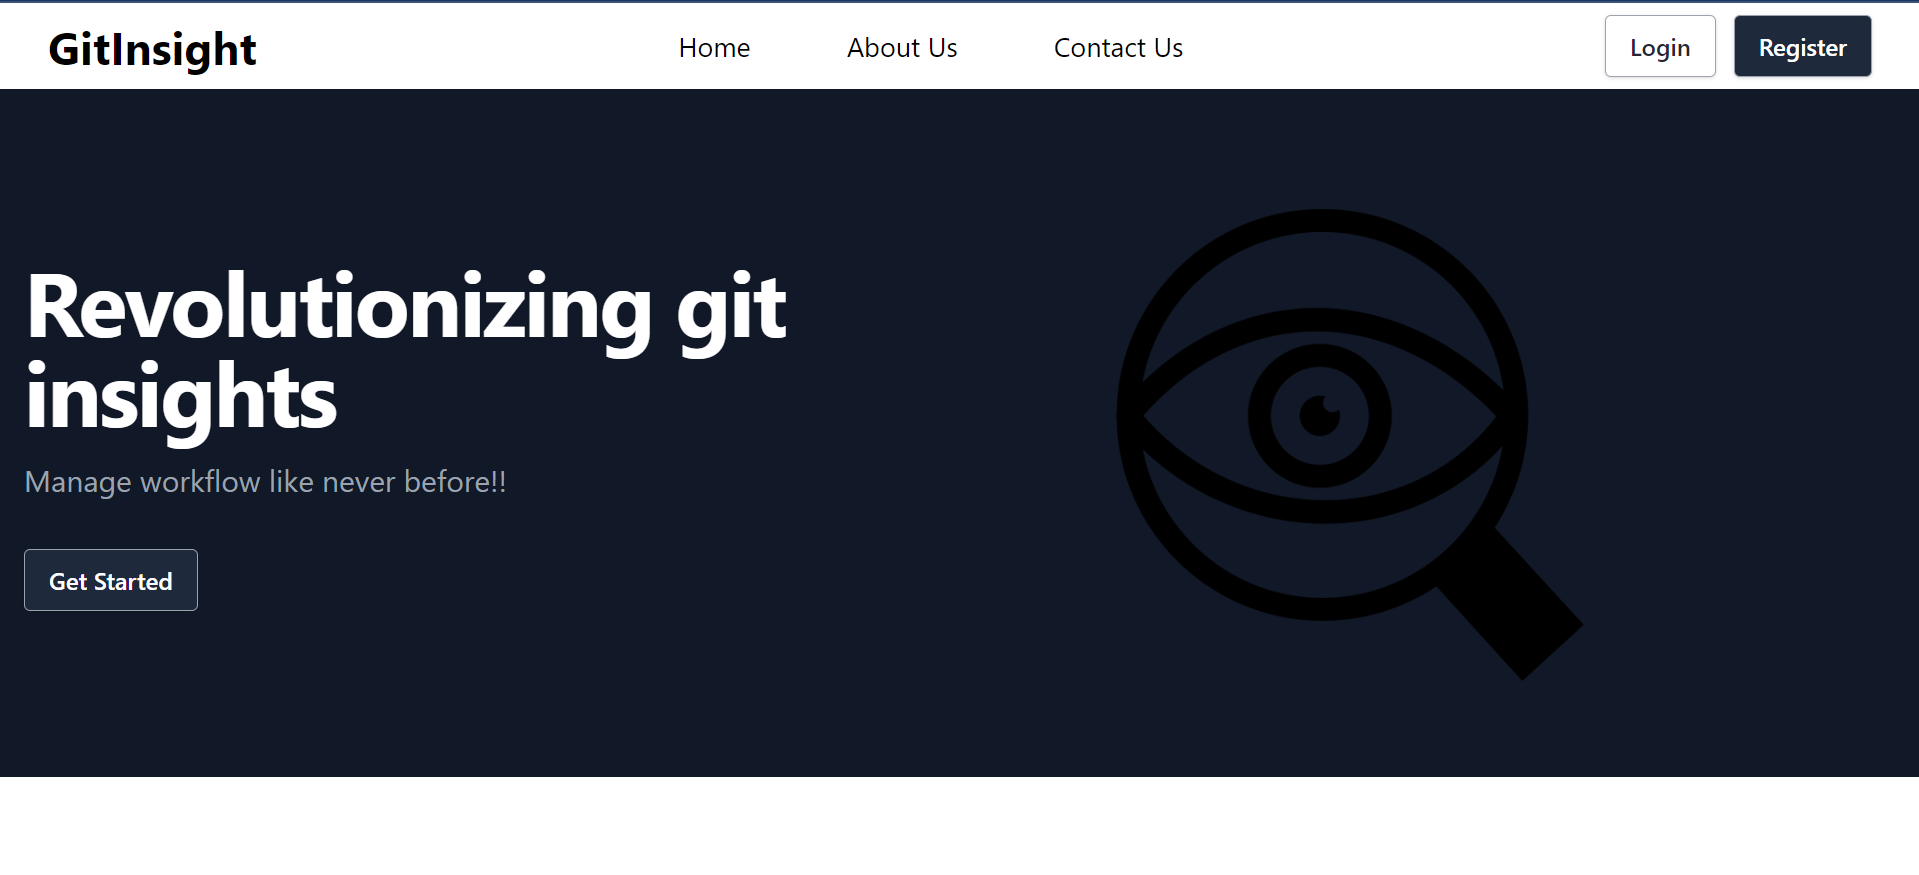 GitInsight
Home
About Us
Contact Us
Login
Register
Revolutionizing git
insights
Manage workflow like never before!!
Get Started